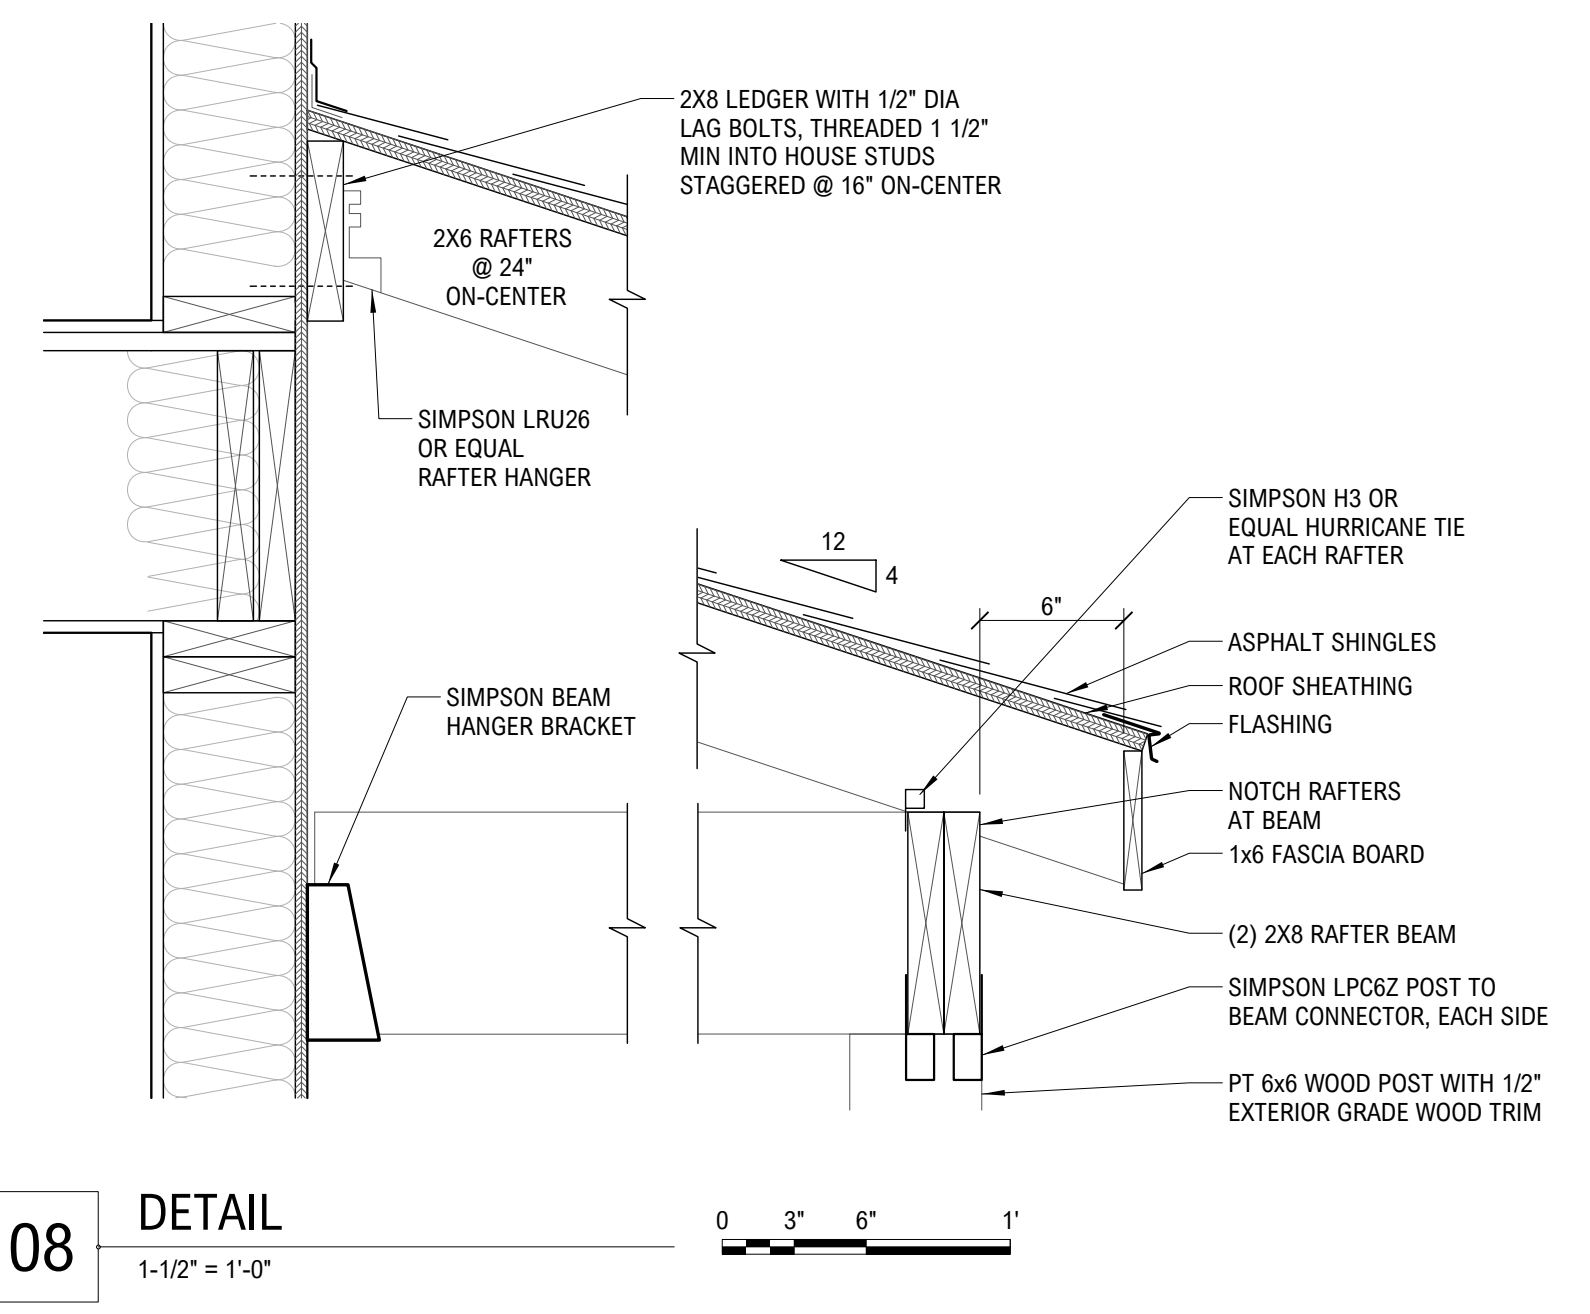 2X8 LEDGER WITH 1/2" DIA
LAG BOLTS, THREADED 1 1/2"
MIN INTO HOUSE STUDS
STAGGERED @ 16" ON-CENTER
2X6 RAFTERS
@ 24"
ON-CENTER
SIMPSON LRU26
OR EQUAL
RAFTER HANGER
SIMPSON H3 OR
EQUAL HURRICANE TIE
AT EACH RAFTER
12
4
6"
ASPHALT SHINGLES
ROOF SHEATHING
FLASHING
SIMPSON BEAM
HANGER BRACKET
NOTCH RAFTERS
AT BEAM
1x6 FASCIA BOARD
(2) 2X8 RAFTER BEAM
SIMPSON LPC6Z POST TO
BEAM CONNECTOR, EACH SIDE
PT 6x6 WOOD POST WITH 1/2"
EXTERIOR GRADE WOOD TRIM
08
DETAIL
1-1/2" = 1'-0"
0 3" 6" 1'